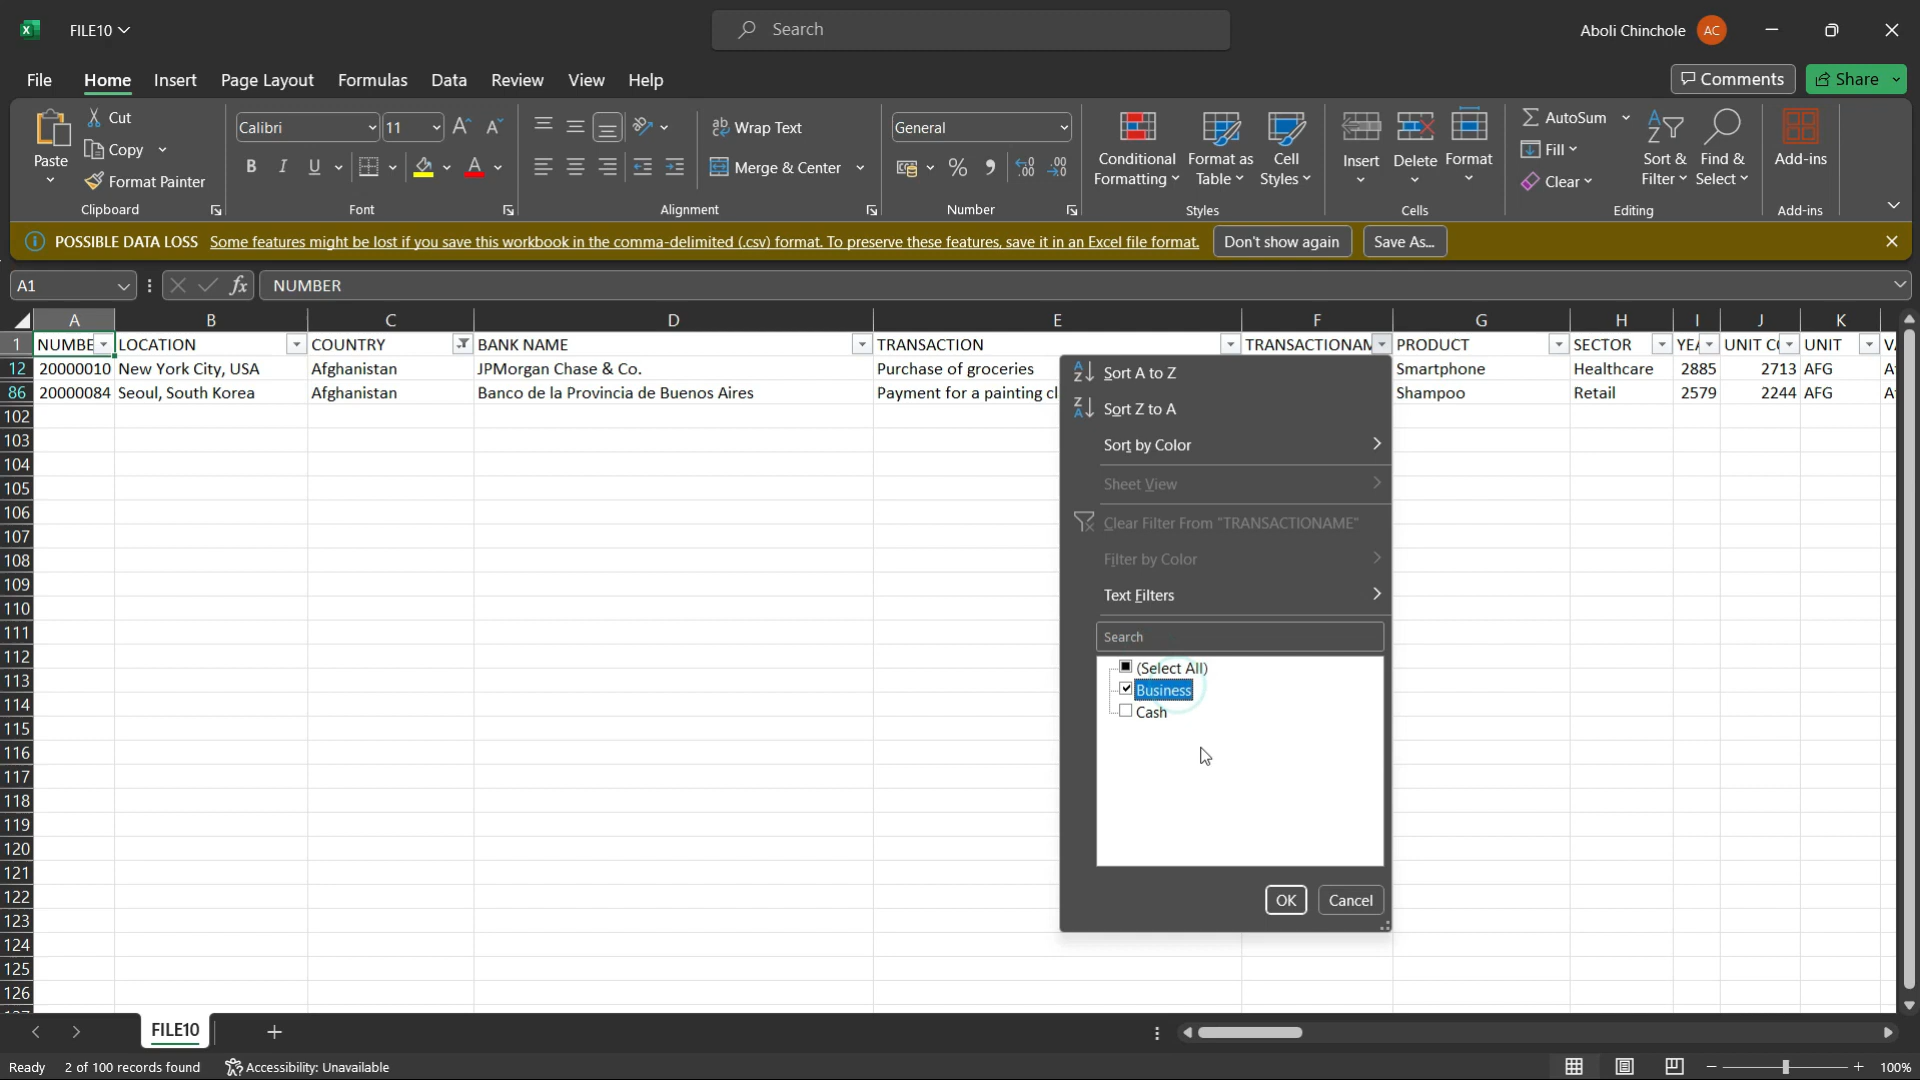 FILE10
Search
Aboli Chinchole
AC
File Home Insert Page Layout Formulas Data Review View Help
Comments
Share
Paste
Cut
Copy
Format Painter
Clipboard
Calibri
11
B I U
Font
Wrap Text
Merge & Center
Alignment
General
Number
Conditional Formatting
Format as Table
Cell Styles
Styles
Insert
Delete
Format
Cells
AutoSum
Fill
Clear
Sort & Filter
Find & Select
Editing
Add-ins
Add-ins
POSSIBLE DATA LOSS Some features might be lost if you save this workbook in the comma-delimited (.csv) format. To preserve these features, save it in an Excel file format. Don't show again Save As...
A1 fx NUMBER
A B C D E F G H I J K
1 NUMBE LOCATION COUNTRY BANK NAME TRANSACTION TRANSACTIONAM PRODUCT SECTOR YEA UNIT CO UNIT
12 20000010 New York City, USA Afghanistan JPMorgan Chase & Co. Purchase of groceries Smartphone Healthcare 2885 2713 AFG
86 20000084 Seoul, South Korea Afghanistan Banco de la Provincia de Buenos Aires Payment for a painting cl Shampoo Retail 2579 2244 AFG
102
103
104
105
106
107
108
109
110
111
112
113
114
115
116
117
118
119
120
121
122
123
124
125
126
Sort A to Z
Sort Z to A
Sort by Color
Sheet View
Clear Filter From "TRANSACTIONAME"
Filter by Color
Text Filters
Search
(Select All)
Business
Cash
OK Cancel
FILE10
Ready 2 of 100 records found Accessibility: Unavailable 100%